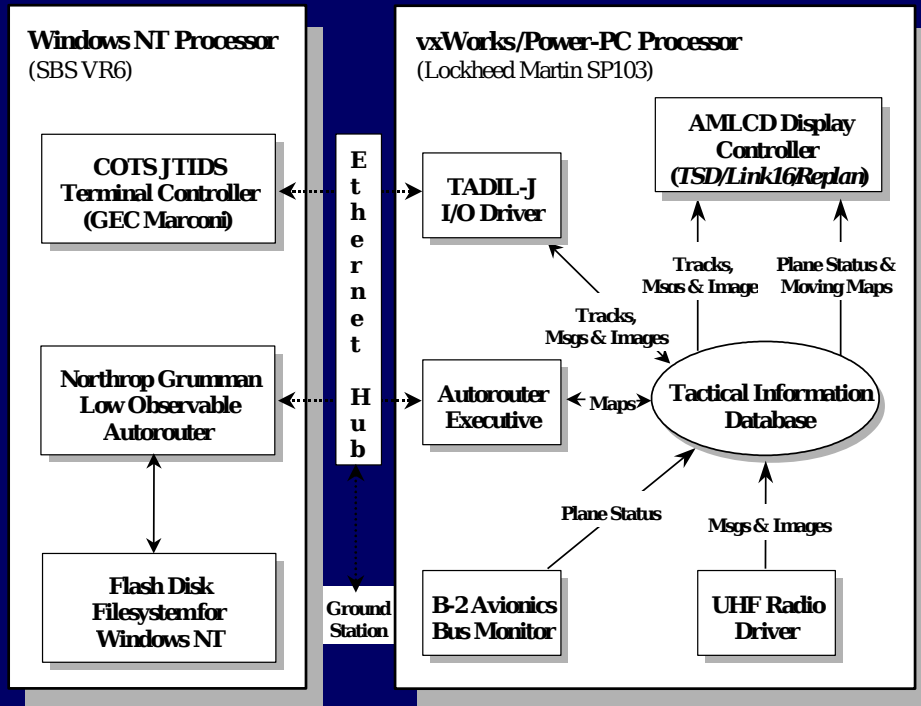 Windows NT Processor
(SBS VR6)
COTS JTIDS
Terminal Controller
(GEC Marconi)
Northrop Grumman
Low Observable
Autorouter
Flash Disk
Filesystem for
Windows NT
Ethernet
Hub
Ground
Station
vxWorks/Power-PC Processor
(Lockheed Martin SP103)
AMLCD Display
Controller
(TSD/Link16/Replan)
TADIL-J
I/O Driver
Tracks,
Msgs & Image
Plane Status &
Moving Maps
Tracks,
Msgs & Images
Autorouter
Executive
Maps
Tactical Information
Database
Plane Status
Msgs & Images
B-2 Avionics
Bus Monitor
UHF Radio
Driver